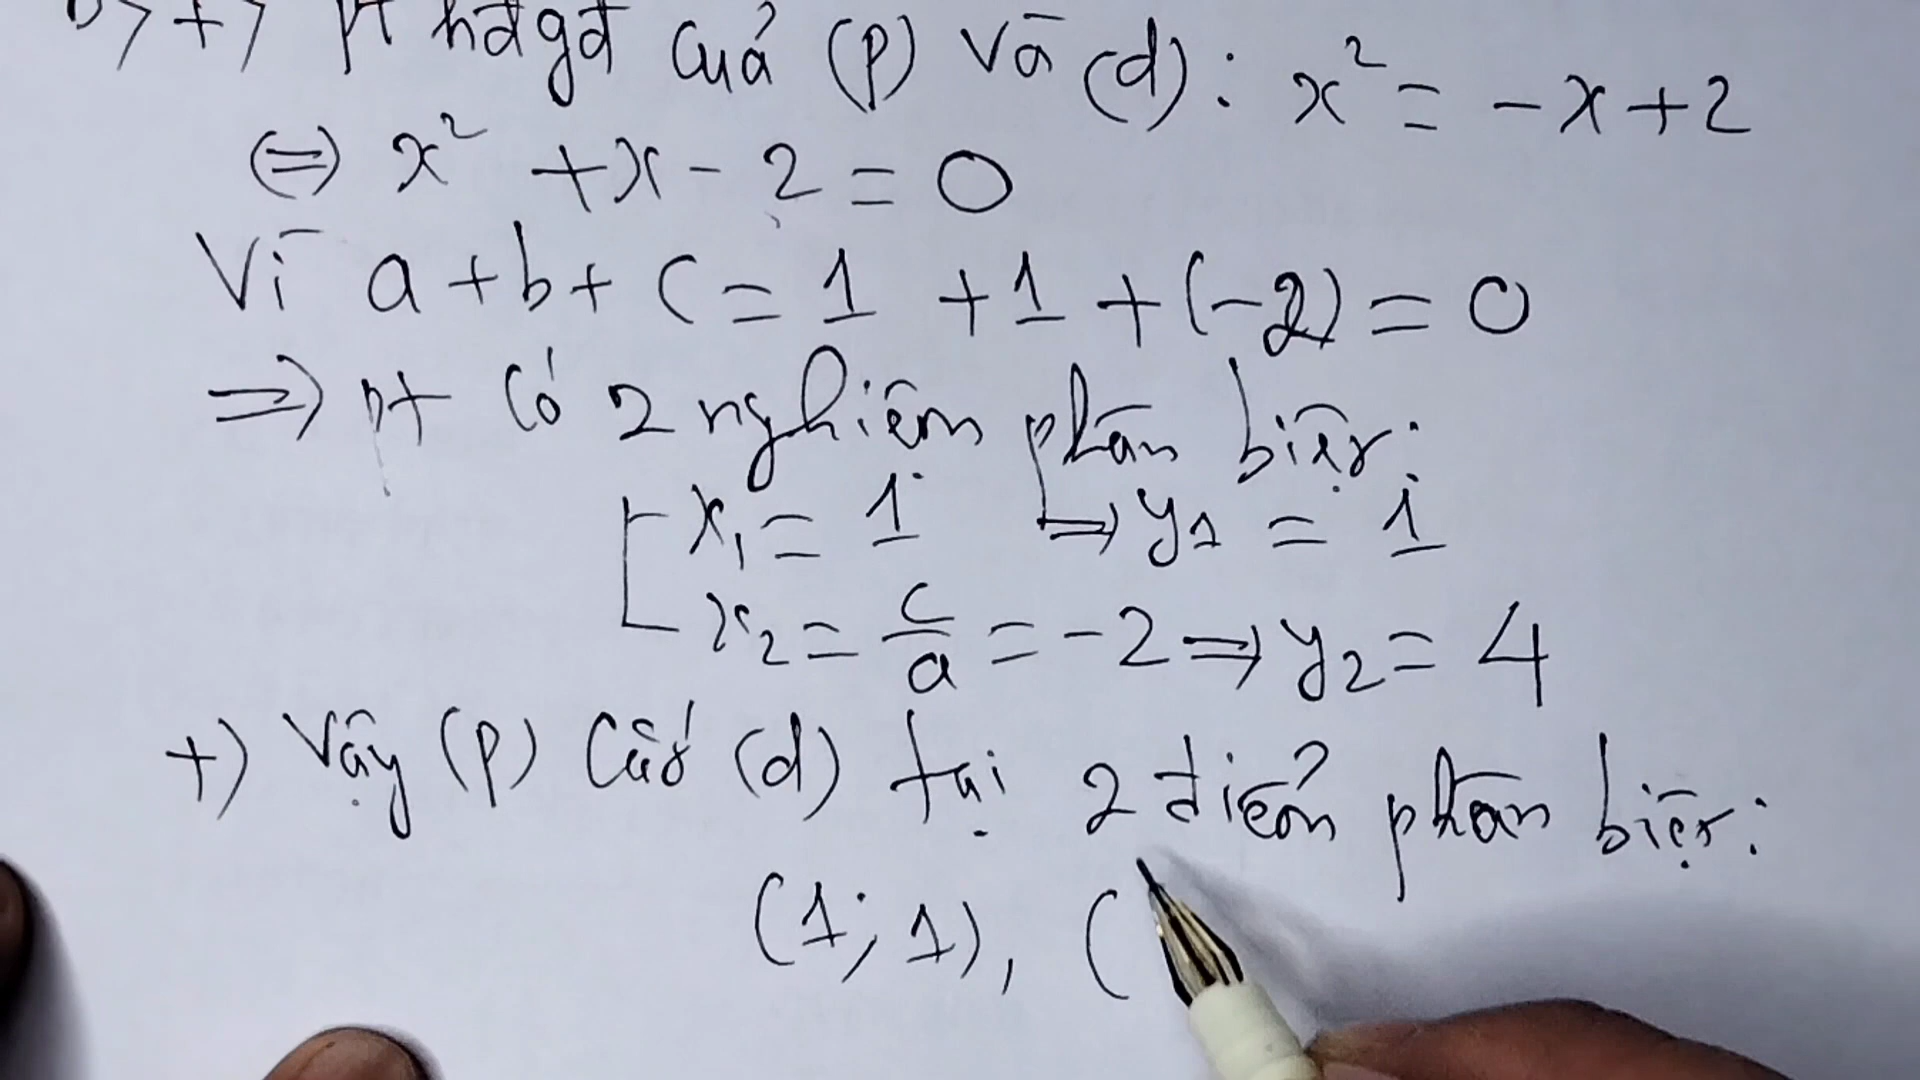 b) +) pt hđgđ của (P) và (d): x² = -x+2
(=) x² + x - 2 = 0
Vì a + b + c = 1 + 1 + (-2) = 0
=> pt có 2 nghiệm phân biệt:
[ x₁ = 1 => y₁ = 1
x₂ = c/a = -2 => y₂ = 4
+) Vậy (P) cắt (d) tại 2 điểm phân biệt:
(1; 1), (